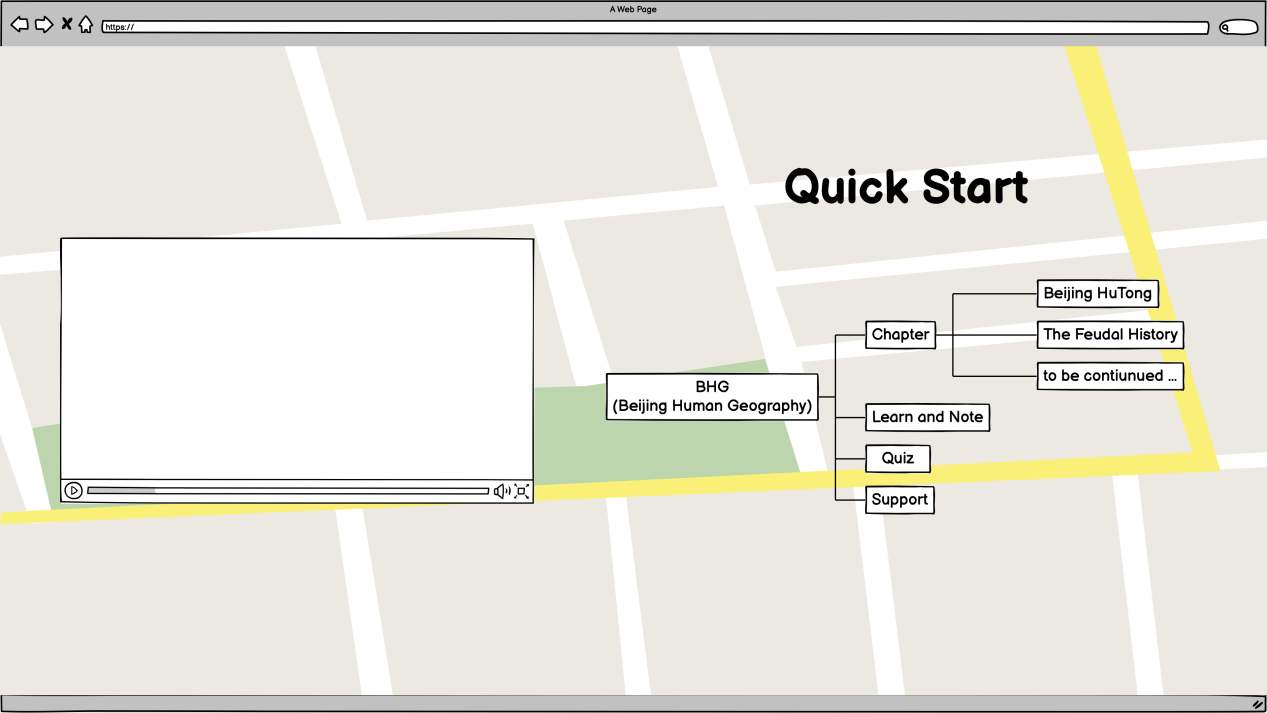 A Web Page
https://
Quick Start
BHG
(Beijing Human Geography)
Chapter
Beijing HuTong
The Feudal History
to be contiunued ...
Learn and Note
Quiz
Support